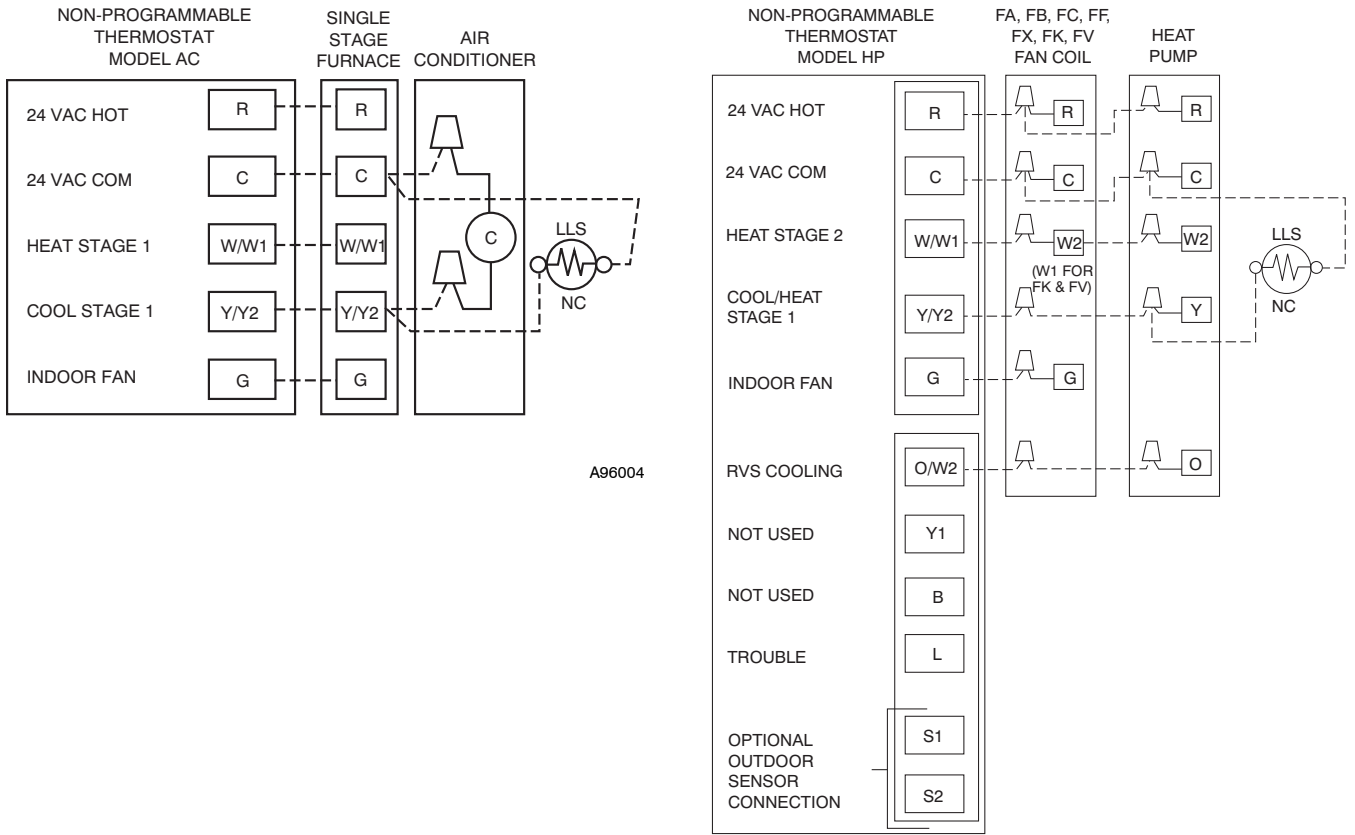 NON-PROGRAMMABLE
THERMOSTAT
MODEL AC
SINGLE
STAGE
FURNACE
AIR
CONDITIONER
24 VAC HOT
R
R
24 VAC COM
C
C
HEAT STAGE 1
W/W1
W/W1
COOL STAGE 1
Y/Y2
Y/Y2
INDOOR FAN
G
G
C
LLS
NC
A96004
NON-PROGRAMMABLE
THERMOSTAT
MODEL HP
FA, FB, FC, FF,
FX, FK, FV
FAN COIL
HEAT
PUMP
24 VAC HOT
R
R
R
24 VAC COM
C
C
C
HEAT STAGE 2
W/W1
W2
W2
(W1 FOR
FK & FV)
COOL/HEAT
STAGE 1
Y/Y2
Y
INDOOR FAN
G
G
LLS
NC
RVS COOLING
O/W2
O
NOT USED
Y1
NOT USED
B
TROUBLE
L
OPTIONAL
OUTDOOR
SENSOR
CONNECTION
S1
S2